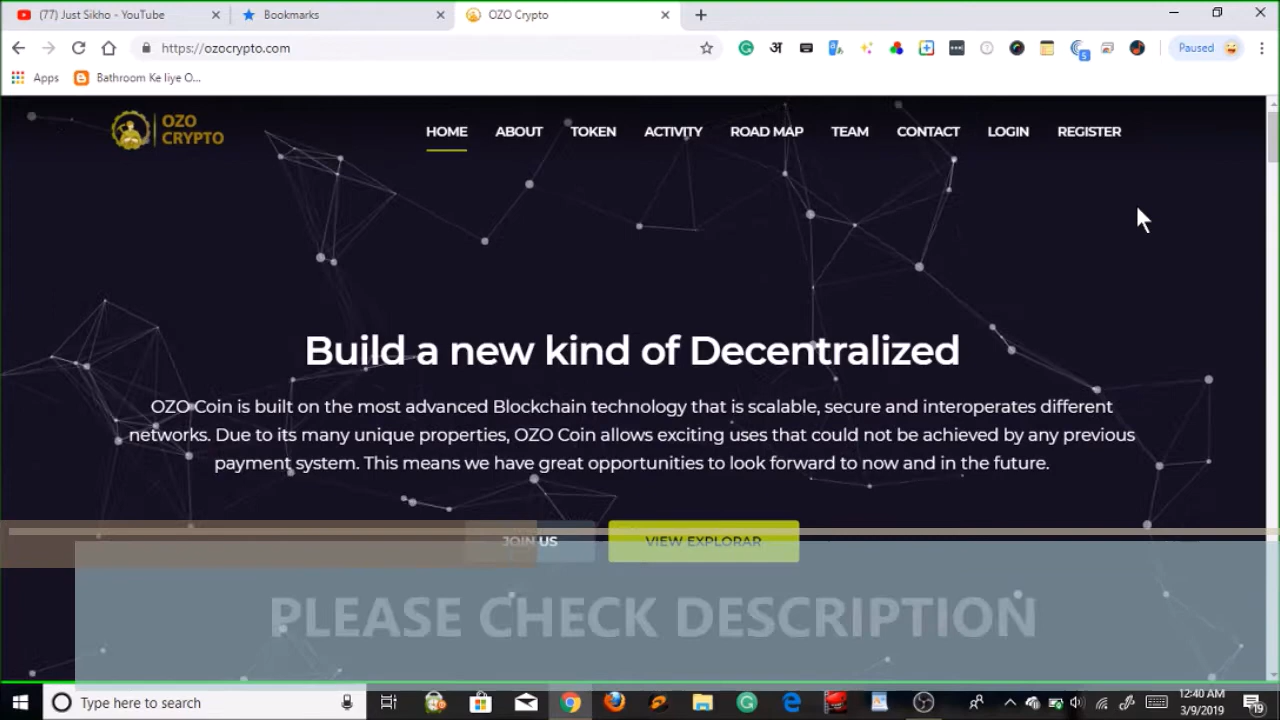 (77) Just Sikho - YouTube
Bookmarks
OZO Crypto
https://ozocrypto.com
अ
5
Paused
Apps
Bathroom Ke liye O...
OZO
CRYPTO
HOME
ABOUT
TOKEN
ACTIVITY
ROAD MAP
TEAM
CONTACT
LOGIN
REGISTER
Build a new kind of Decentralized
OZO Coin is built on the most advanced Blockchain technology that is scalable, secure and interoperates different
networks. Due to its many unique properties, OZO Coin allows exciting uses that could not be achieved by any previous
payment system. This means we have great opportunities to look forward to now and in the future.
JOIN US
VIEW EXPLORAR
PLEASE CHECK DESCRIPTION
Type here to search
12:40 AM
3/9/2019
19